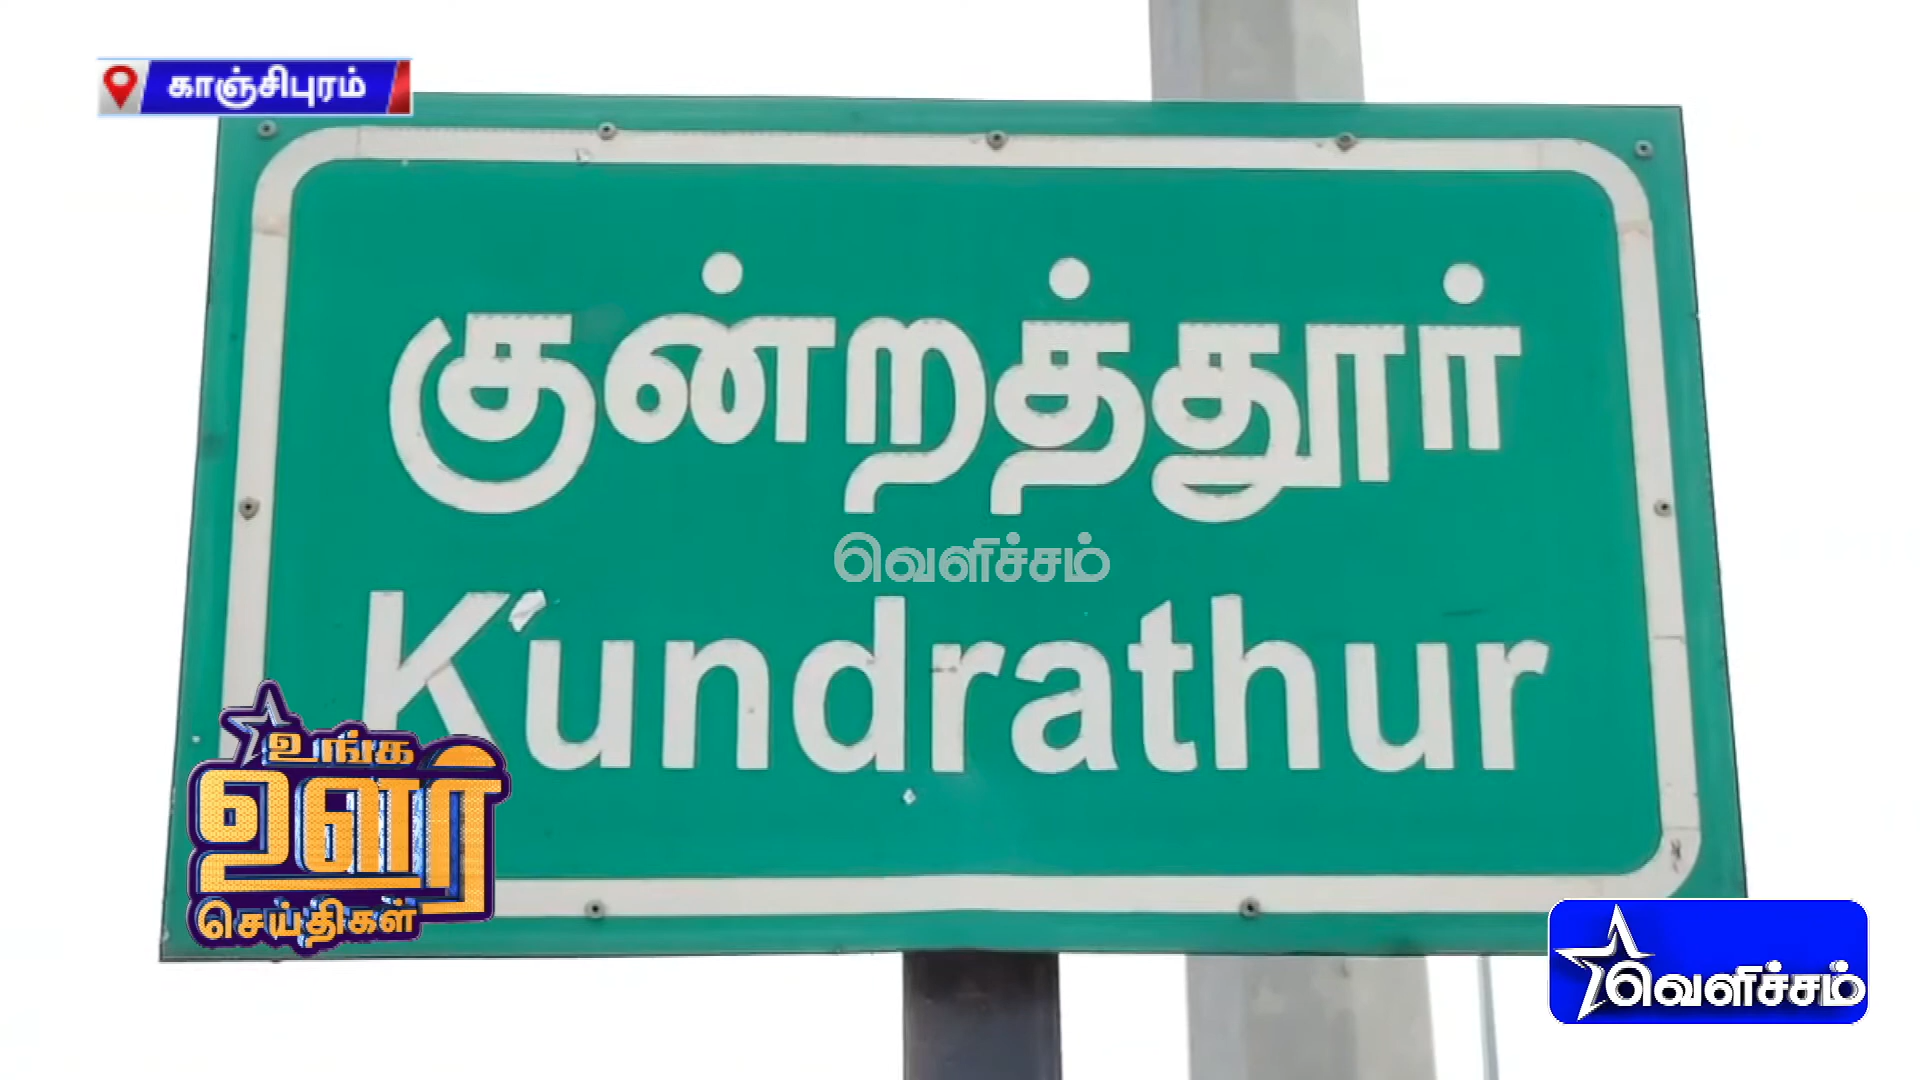 காஞ்சிபுரம்
குன்றத்தூர்
வெளிச்சம்
Kundrathur
உங்க
ஊர்
செய்திகள்
வெளிச்சம்